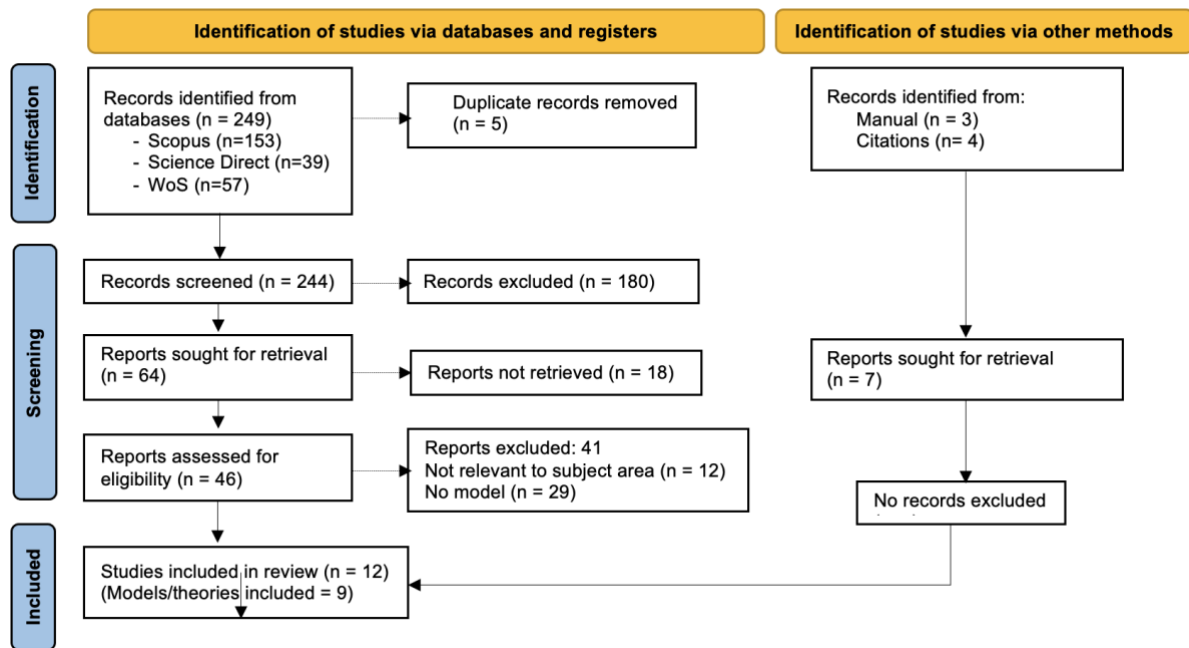 Identification of studies via databases and registers
Identification of studies via other methods
Identification
Records identified from
databases (n = 249)
- Scopus (n=153)
- Science Direct (n=39)
- WoS (n=57)
Duplicate records removed
(n = 5)
Records identified from:
Manual (n = 3)
Citations (n= 4)
Screening
Records screened (n = 244)
Records excluded (n = 180)
Reports sought for retrieval
(n = 64)
Reports not retrieved (n = 18)
Reports sought for retrieval
(n = 7)
Reports assessed for
eligibility (n = 46)
Reports excluded: 41
Not relevant to subject area (n = 12)
No model (n = 29)
No records excluded
Included
Studies included in review (n = 12)
(Models/theories included = 9)